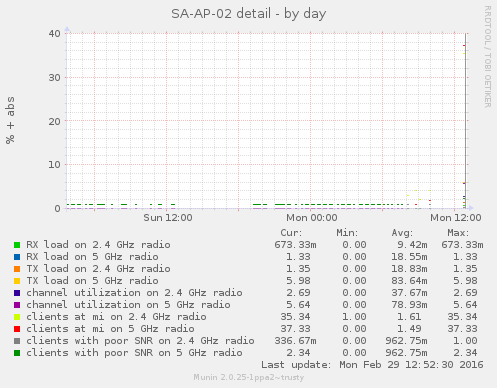 SA-AP-02 detail - by day
RRDTOOL / TOBI OETIKER
% + abs
40
30
20
10
0
Sun 12:00 Mon 00:00 Mon 12:00
Cur: Min: Avg: Max:
RX load on 2.4 GHz radio 673.33m 0.00 9.42m 673.33m
RX load on 5 GHz radio 1.33 0.00 18.55m 1.33
TX load on 2.4 GHz radio 1.35 0.00 18.83m 1.35
TX load on 5 GHz radio 5.98 0.00 83.64m 5.98
channel utilization on 2.4 GHz radio 2.69 0.00 37.67m 2.69
channel utilization on 5 GHz radio 5.64 0.00 78.93m 5.64
clients at mi on 2.4 GHz radio 35.34 1.00 1.61 35.34
clients at mi on 5 GHz radio 37.33 0.00 1.49 37.33
clients with poor SNR on 2.4 GHz radio 336.67m 0.00 962.75m 1.00
clients with poor SNR on 5 GHz radio 2.34 0.00 962.75m 2.34
Last update: Mon Feb 29 12:52:30 2016
Munin 2.0.25-1ppa2~trusty